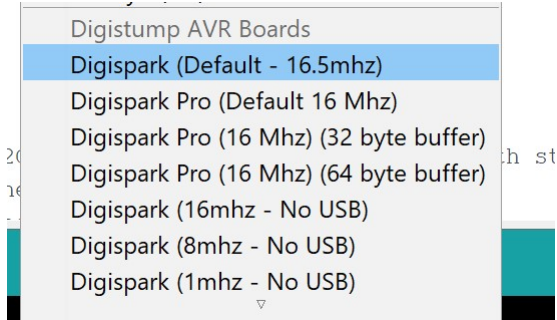 Digistump AVR Boards
Digispark (Default - 16.5mhz)
Digispark Pro (Default 16 Mhz)
Digispark Pro (16 Mhz) (32 byte buffer)
Digispark Pro (16 Mhz) (64 byte buffer)
Digispark (16mhz - No USB)
Digispark (8mhz - No USB)
Digispark (1mhz - No USB)